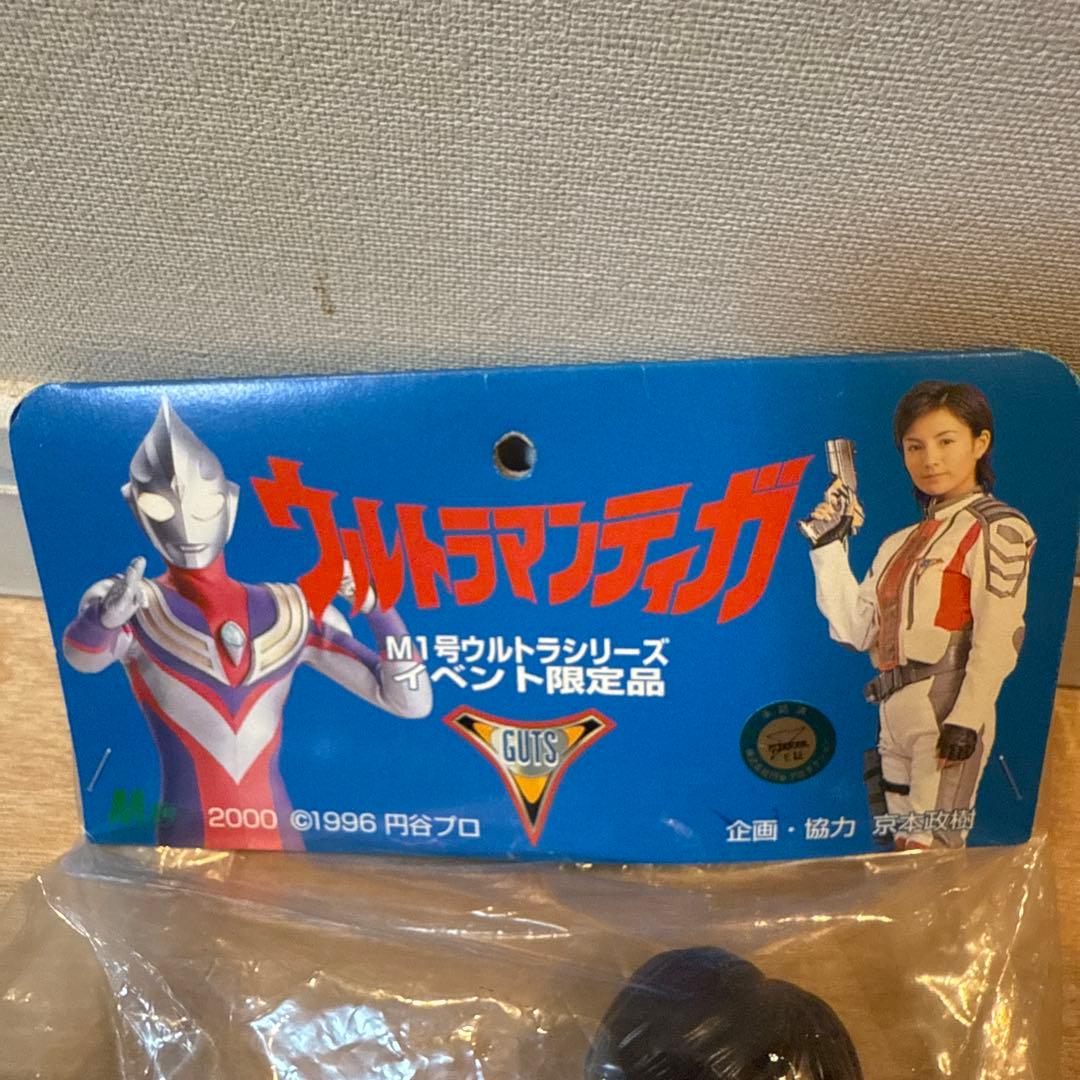 ウルトラマンティガ
M1号ウルトラシリーズ
イベント限定品
GUTS
2000 ©1996 円谷プロ
企画・協力 京本政樹